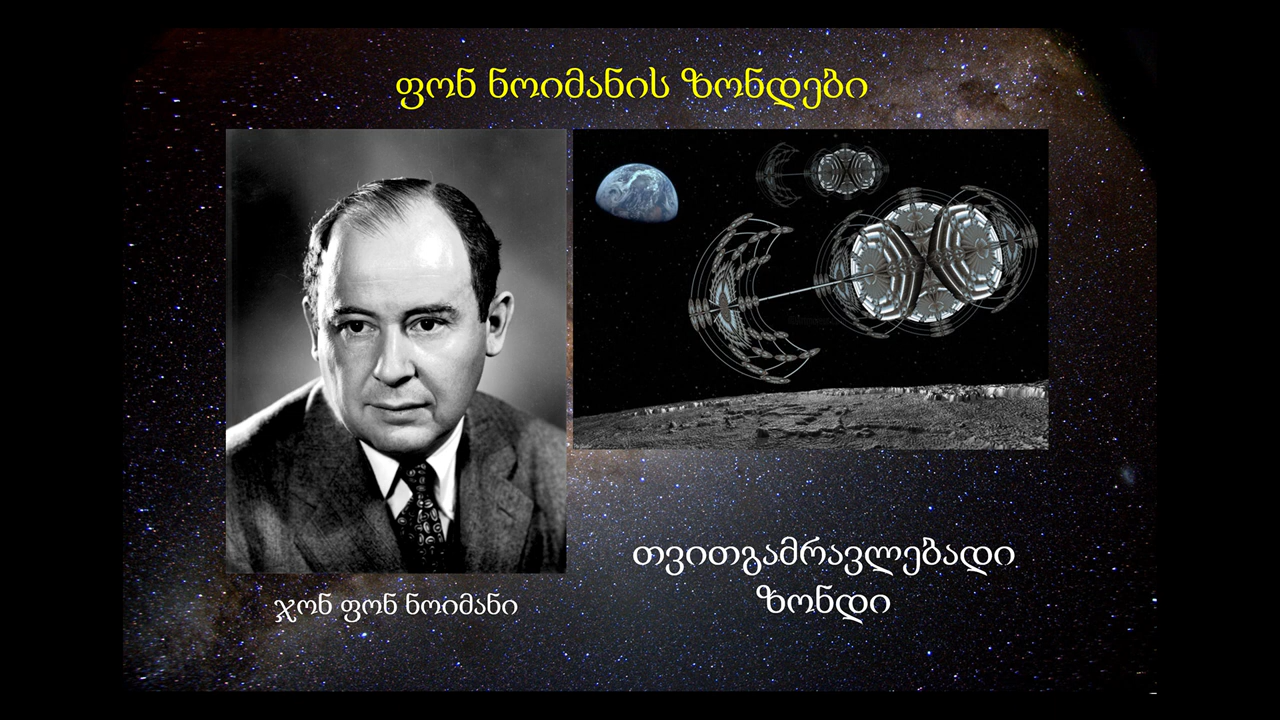 ფონ ნოიმანის ზონდები
ჯონ ფონ ნოიმანი
თვითგამრავლებადი
ზონდი